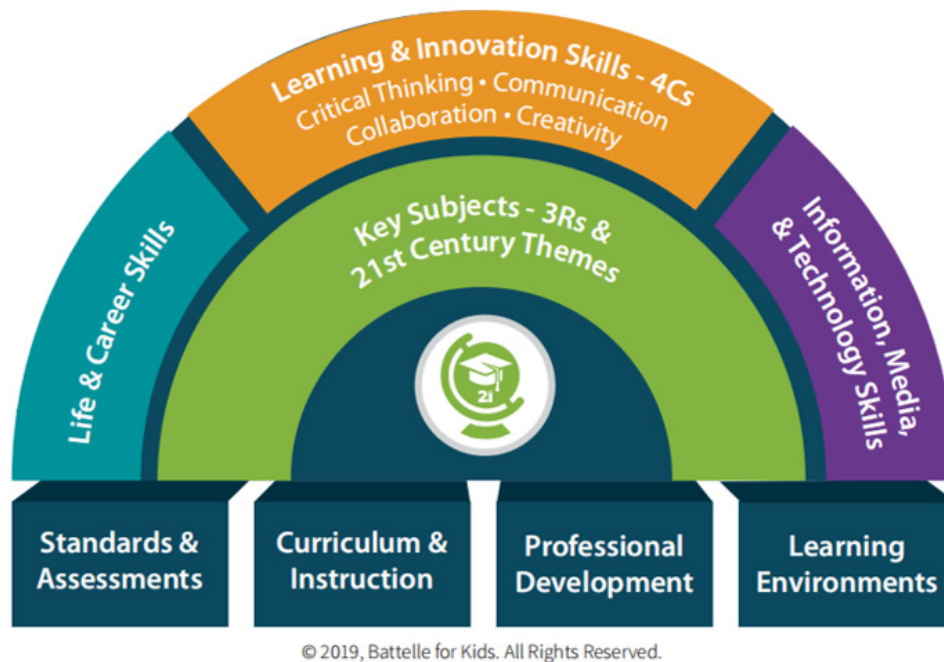 Learning & Innovation Skills - 4Cs
Critical Thinking • Communication
Collaboration • Creativity
Life & Career Skills
Key Subjects - 3Rs &
21st Century Themes
Information, Media,
& Technology Skills
2i
Standards &
Assessments
Curriculum &
Instruction
Professional
Development
Learning
Environments
© 2019, Battelle for Kids. All Rights Reserved.